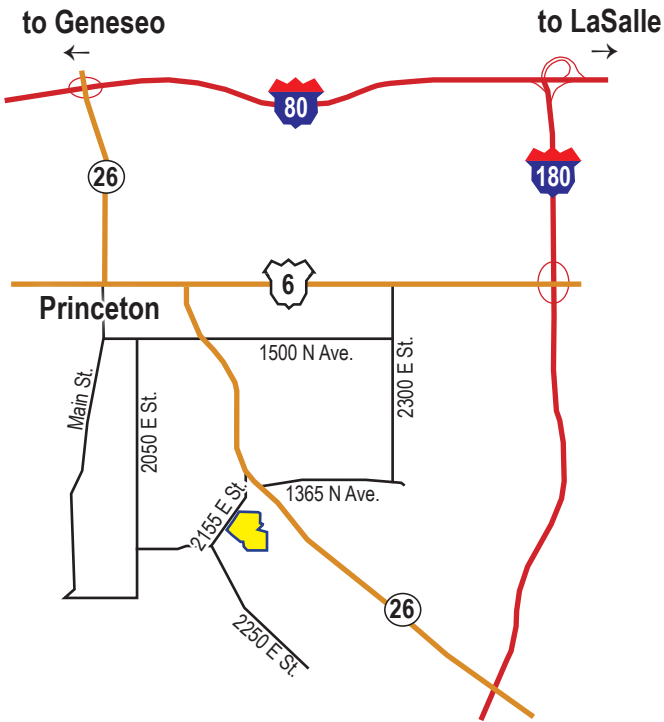 to Geneseo
to LaSalle
80
26
180
6
Princeton
1500 N Ave.
Main St.
2050 E St.
2300 E St.
1365 N Ave.
2155 E St.
26
2250 E St.